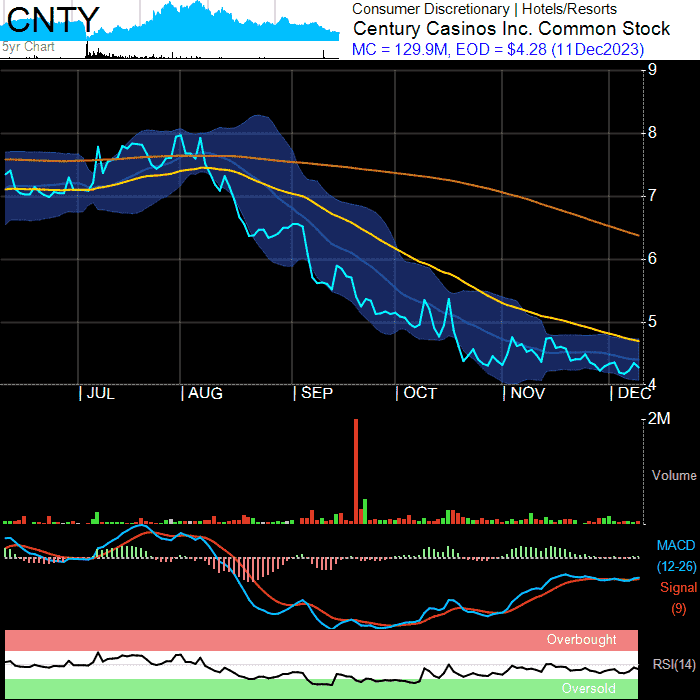 CNTY
5yr Chart
Consumer Discretionary | Hotels/Resorts
Century Casinos Inc. Common Stock
MC = 129.9M, EOD = $4.28 (11Dec2023)
9
8
7
6
5
4
| JUL | AUG | SEP | OCT | NOV | DEC
2M
Volume
MACD
(12-26)
Signal
(9)
Overbought
RSI(14)
Oversold